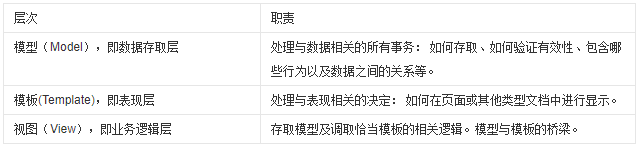 层次 职责
模型（Model），即数据存取层 处理与数据相关的所有事务： 如何存取、如何验证有效性、包含哪
些行为以及数据之间的关系等。
模板(Template)，即表现层 处理与表现相关的决定： 如何在页面或其他类型文档中进行显示。
视图（View），即业务逻辑层 存取模型及调取恰当模板的相关逻辑。模型与模板的桥梁。